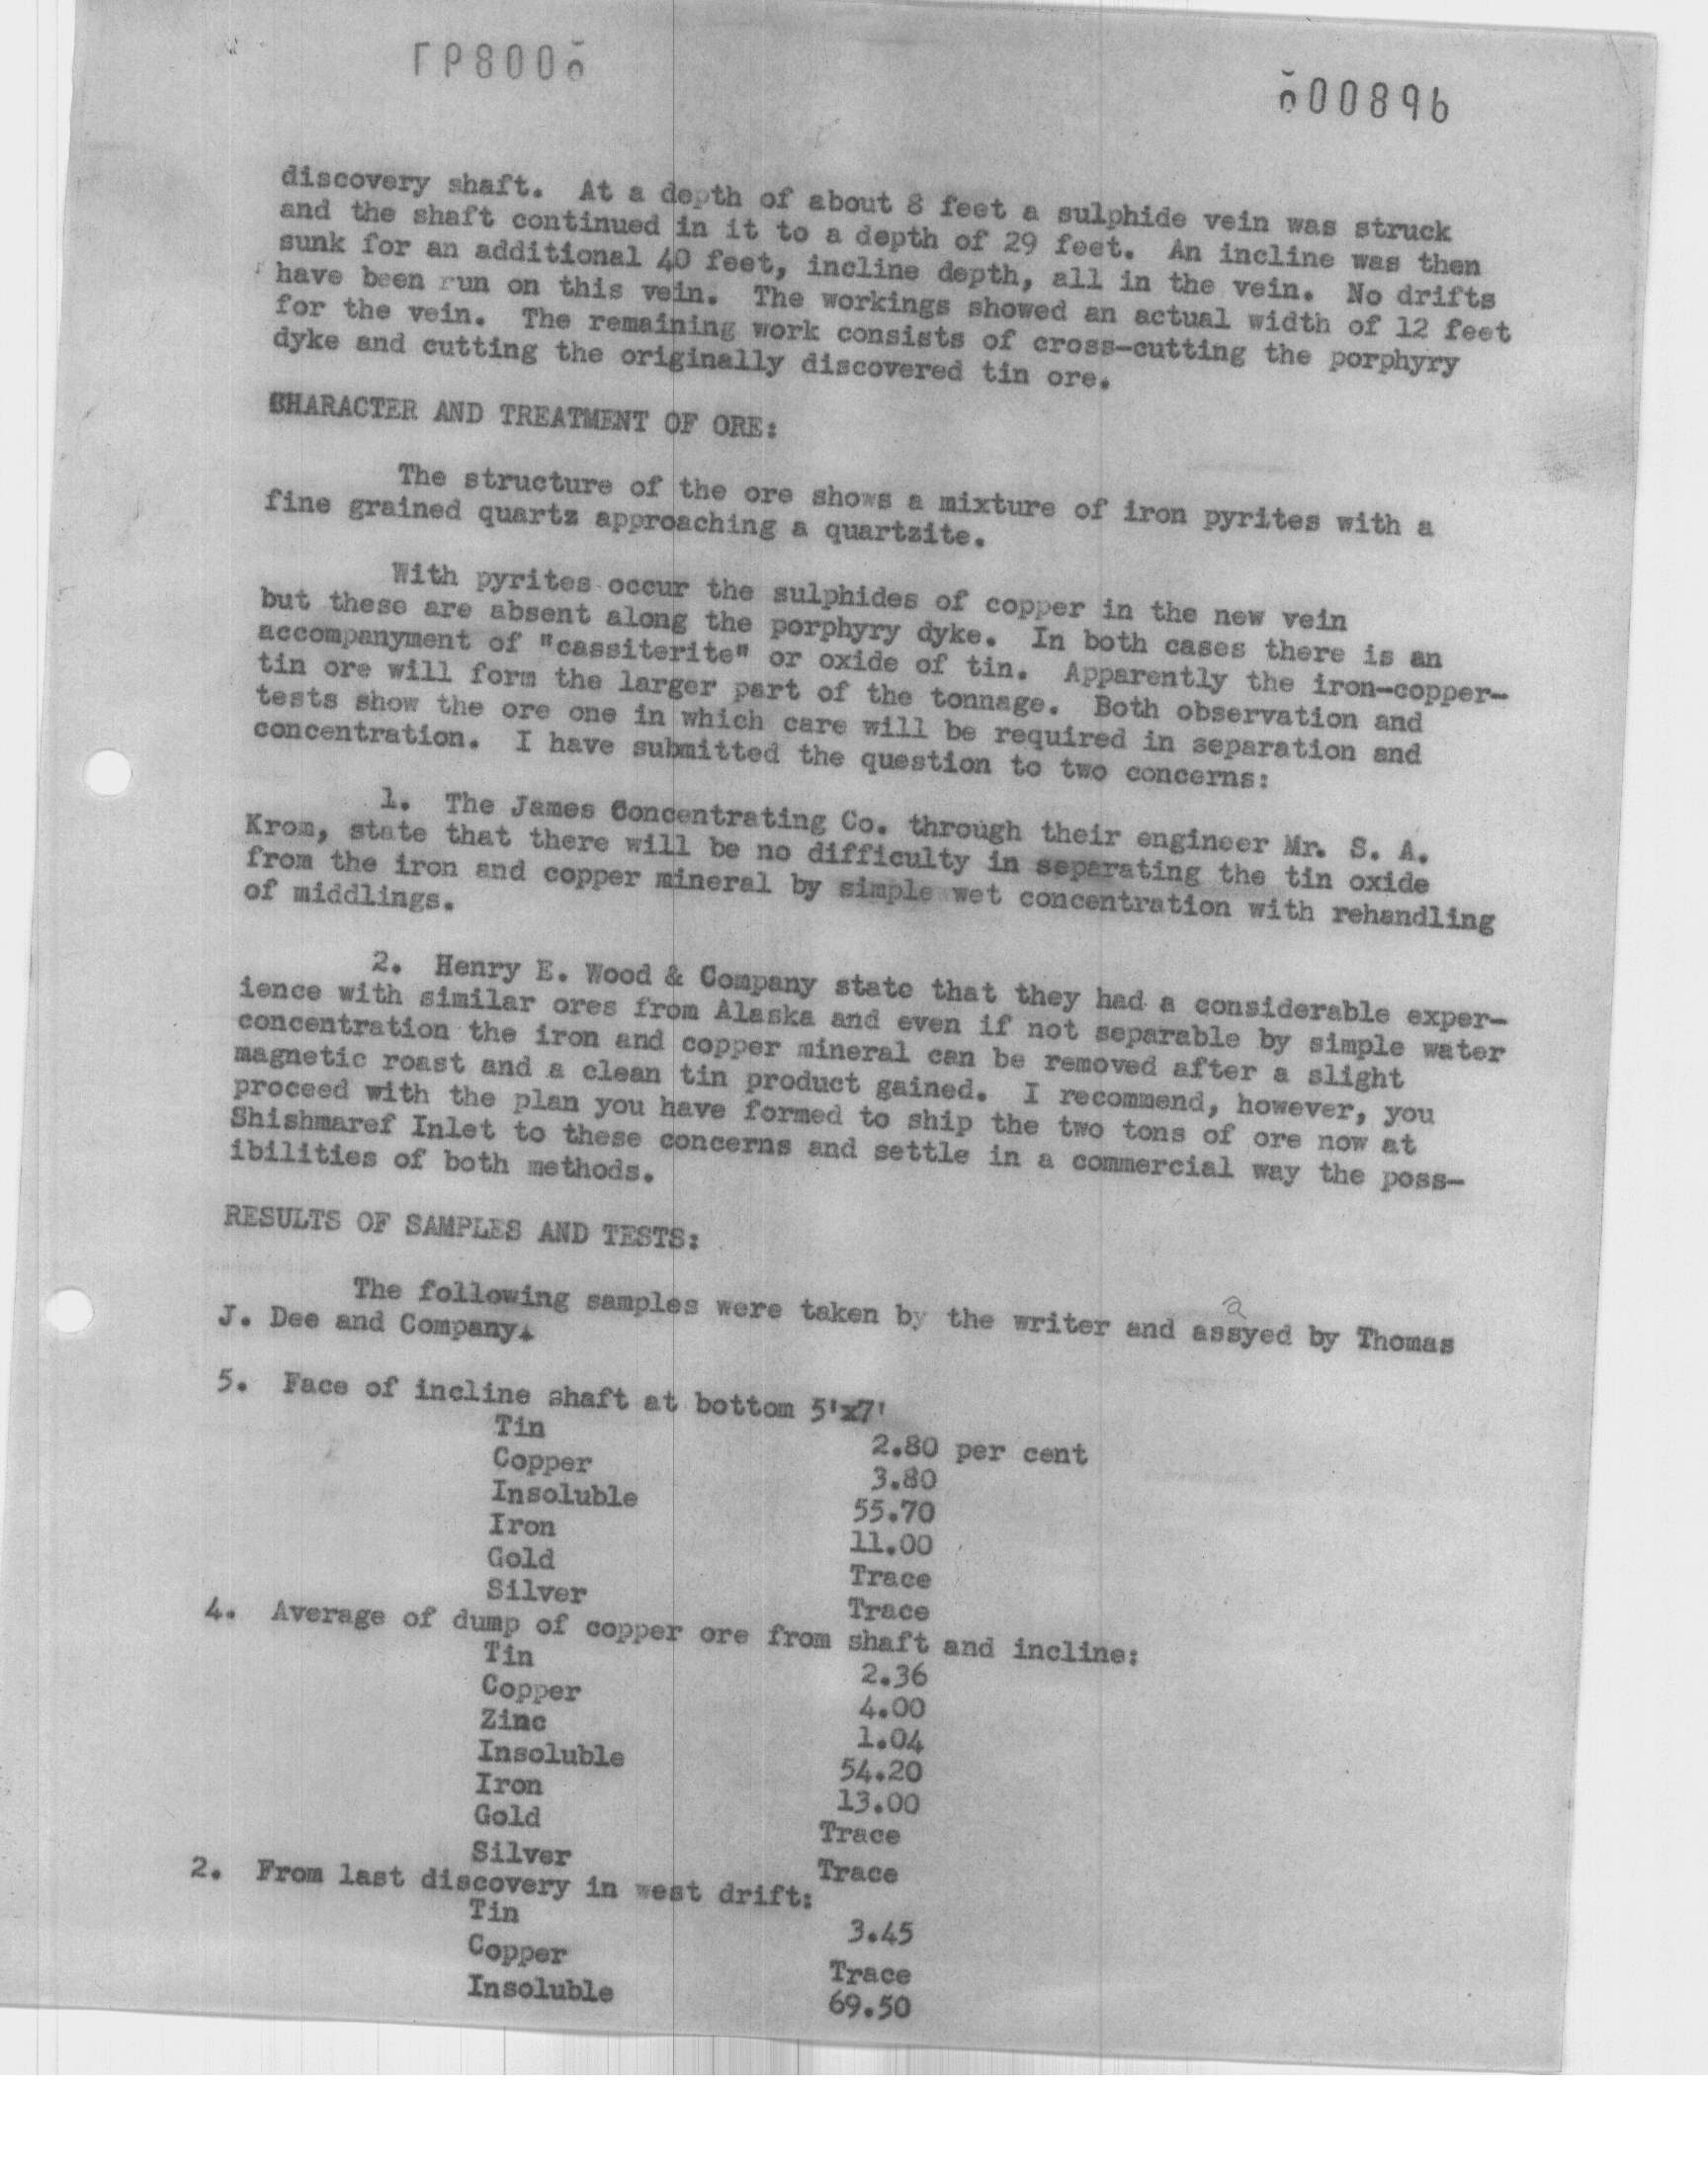 000896
discovery shaft. At a depth of about 8 feet a sulphide vein was struck
and the shaft continued in it to a depth of 29 feet. An incline was then
sunk for an additional 40 feet, incline depth, all in the vein. No drifts
have been run on this vein. The workings showed an actual width of 12 feet
for the vein. The remaining work consists of cross-cutting the porphyry
dyke and cutting the originally discovered tin ore.
CHARACTER AND TREATMENT OF ORE:
The structure of the ore shows a mixture of iron pyrites with a
fine grained quartz approaching a quartzite.
With pyrites occur the sulphides of copper in the new vein
but these are absent along the porphyry dyke. In both cases there is an
accompanyment of "cassiterite" or oxide of tin. Apparently the iron-copper-
tin ore will form the larger part of the tonnage. Both observation and
tests show the ore one in which care will be required in separation and
concentration. I have submitted the question to two concerns:
1. The James Concentrating Co. through their engineer Mr. S. A.
Krom, state that there will be no difficulty in separating the tin oxide
from the iron and copper mineral by simple wet concentration with rehandling
of middlings.
2. Henry E. Wood & Company state that they had a considerable exper-
ience with similar ores from Alaska and even if not separable by simple water
concentration the iron and copper mineral can be removed after a slight
magnetic roast and a clean tin product gained. I recommend, however, you
proceed with the plan you have formed to ship the two tons of ore now at
Shishmaref Inlet to these concerns and settle in a commercial way the poss-
ibilities of both methods.
RESULTS OF SAMPLES AND TESTS:
The following samples were taken by the writer and assayed by Thomas
J. Dee and Company.
5. Face of incline shaft at bottom 5'x7'
Tin 2.80 per cent
Copper 3.80
Insoluble 55.70
Iron 11.00
Gold Trace
Silver Trace
4. Average of dump of copper ore from shaft and incline:
Tin 2.36
Copper 4.00
Zinc 1.04
Insoluble 54.20
Iron 13.00
Gold Trace
Silver Trace
2. From last discovery in west drift:
Tin 3.45
Copper Trace
Insoluble 69.50